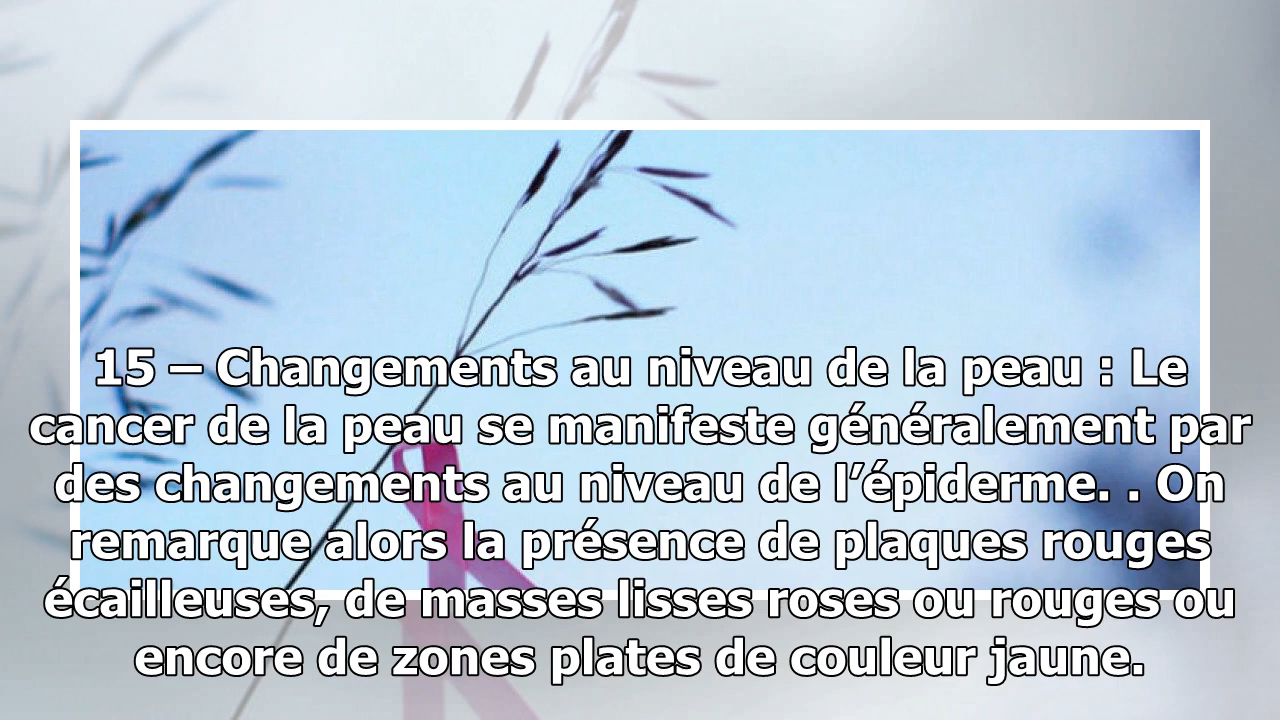 15 – Changements au niveau de la peau : Le
cancer de la peau se manifeste généralement par
des changements au niveau de l’épiderme. . On
remarque alors la présence de plaques rouges
écailleuses, de masses lisses roses ou rouges ou
encore de zones plates de couleur jaune.